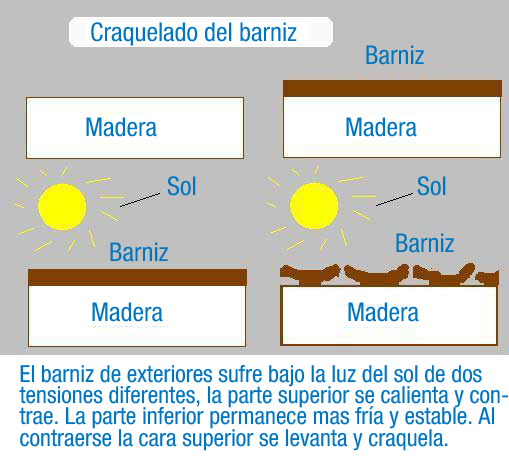 Craquelado del barniz
Barniz
Madera
Madera
Sol
Sol
Barniz
Barniz
Madera
Madera
El barniz de exteriores sufre bajo la luz del sol de dos
tensiones diferentes, la parte superior se calienta y con-
trae. La parte inferior permanece mas fría y estable. Al
contraerse la cara superior se levanta y craquela.